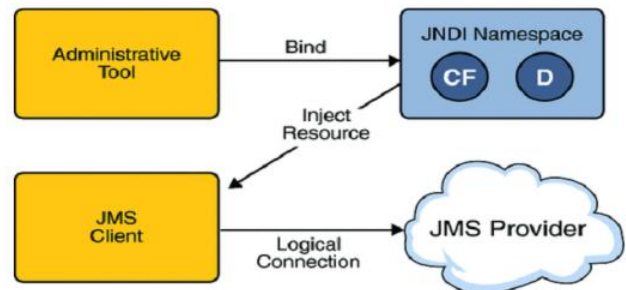 Administrative
Tool
Bind
JNDI Namespace
CF
D
Inject
Resource
JMS
Client
Logical
Connection
JMS Provider